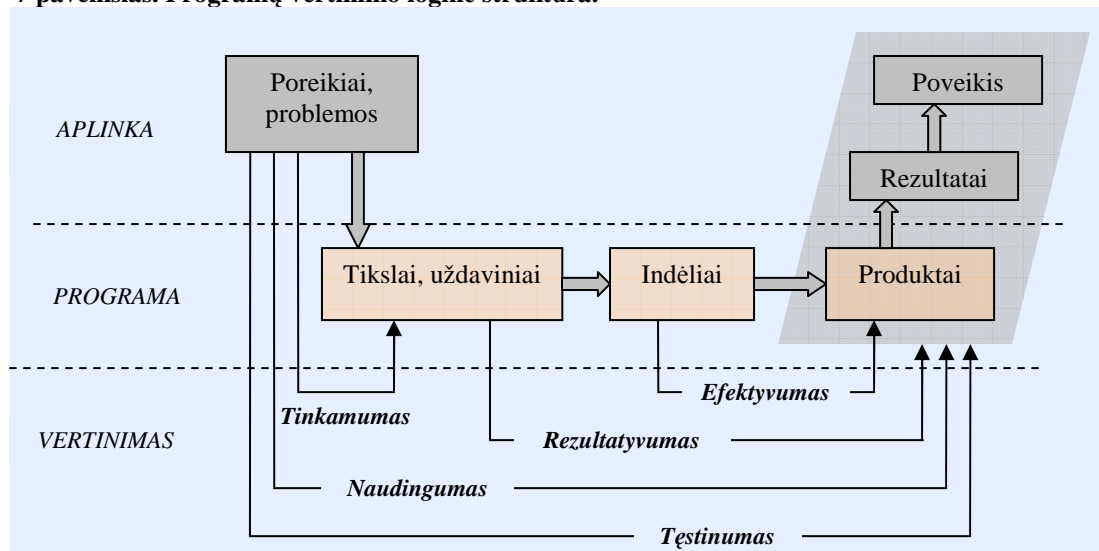 7 paveikslas. Programų vertinimo loginė struktūra.
Poreikiai,
problemos
Poveikis
APLINKA
Rezultatai
Tikslai, uždaviniai
Indėliai
Produktai
PROGRAMA
Efektyvumas
Tinkamumas
VERTINIMAS
Rezultatyvumas
Naudingumas
Tęstinumas